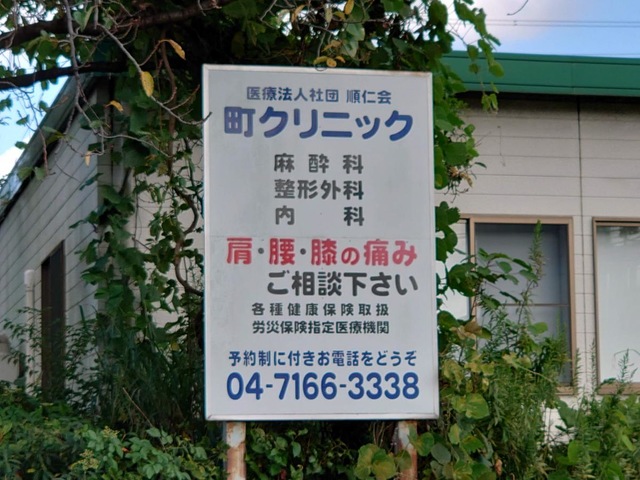 医療法人社団 順仁会
町クリニック
麻酔科
整形外科
内科
肩・腰・膝の痛み
ご相談下さい
各種健康保険取扱
労災保険指定医療機関
予約制に付きお電話をどうぞ
04-7166-3338